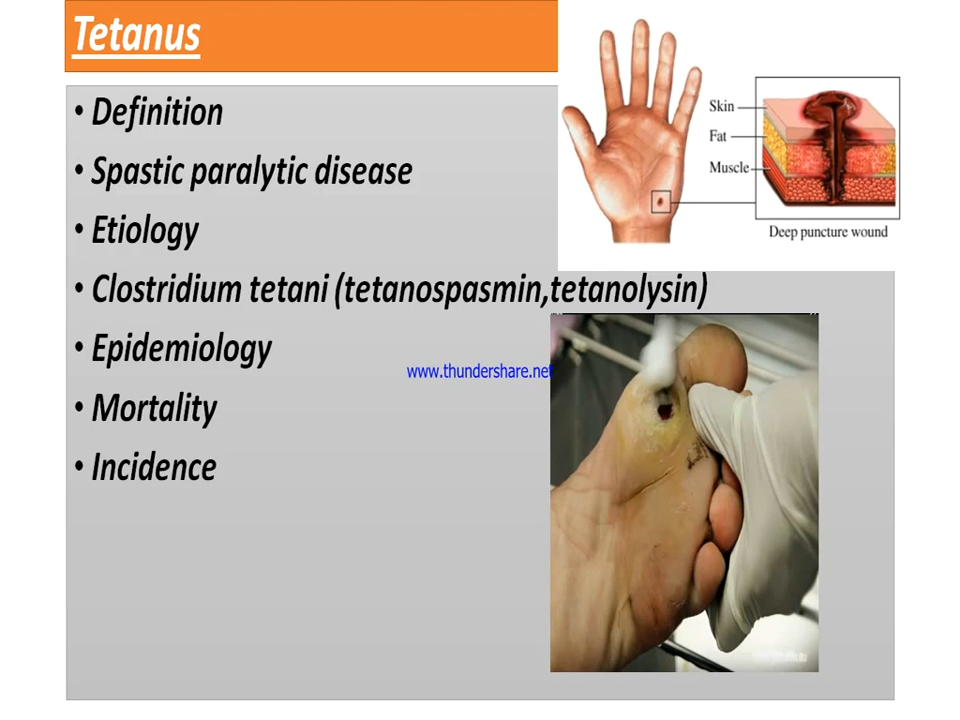 Tetanus
• Definition
• Spastic paralytic disease
• Etiology
• Clostridium tetani (tetanospasmin,tetanolysin)
• Epidemiology
• Mortality
• Incidence
Skin
Fat
Muscle
Deep puncture wound
www.thundershare.net